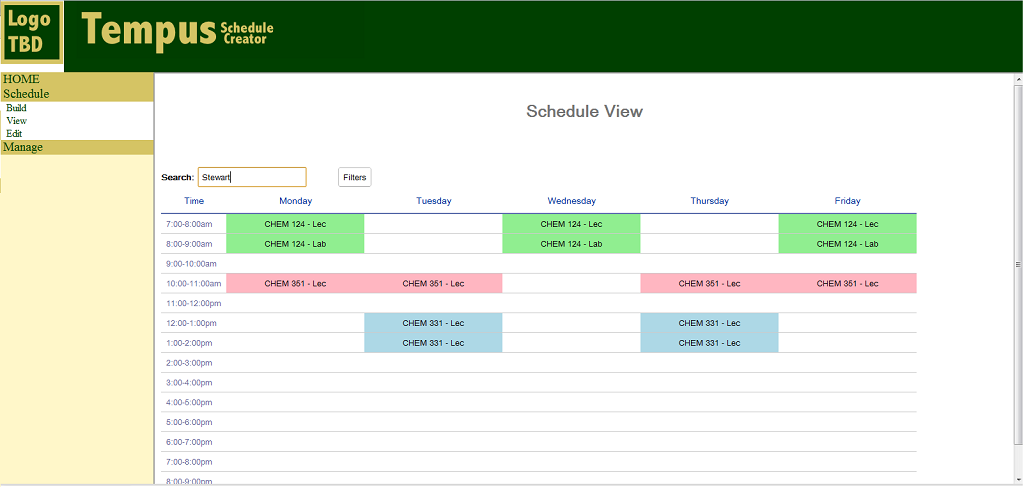 Logo
TBD
Tempus Schedule
Creator
HOME
Schedule
Build
View
Edit
Manage
Schedule View
Search: Stewart Filters
Time Monday Tuesday Wednesday Thursday Friday
7:00-8:00am CHEM 124 - Lec CHEM 124 - Lec CHEM 124 - Lec
8:00-9:00am CHEM 124 - Lab CHEM 124 - Lab CHEM 124 - Lab
9:00-10:00am
10:00-11:00am CHEM 351 - Lec CHEM 351 - Lec CHEM 351 - Lec CHEM 351 - Lec
11:00-12:00pm
12:00-1:00pm CHEM 331 - Lec CHEM 331 - Lec
1:00-2:00pm CHEM 331 - Lec CHEM 331 - Lec
2:00-3:00pm
3:00-4:00pm
4:00-5:00pm
5:00-6:00pm
6:00-7:00pm
7:00-8:00pm
8:00-9:00pm